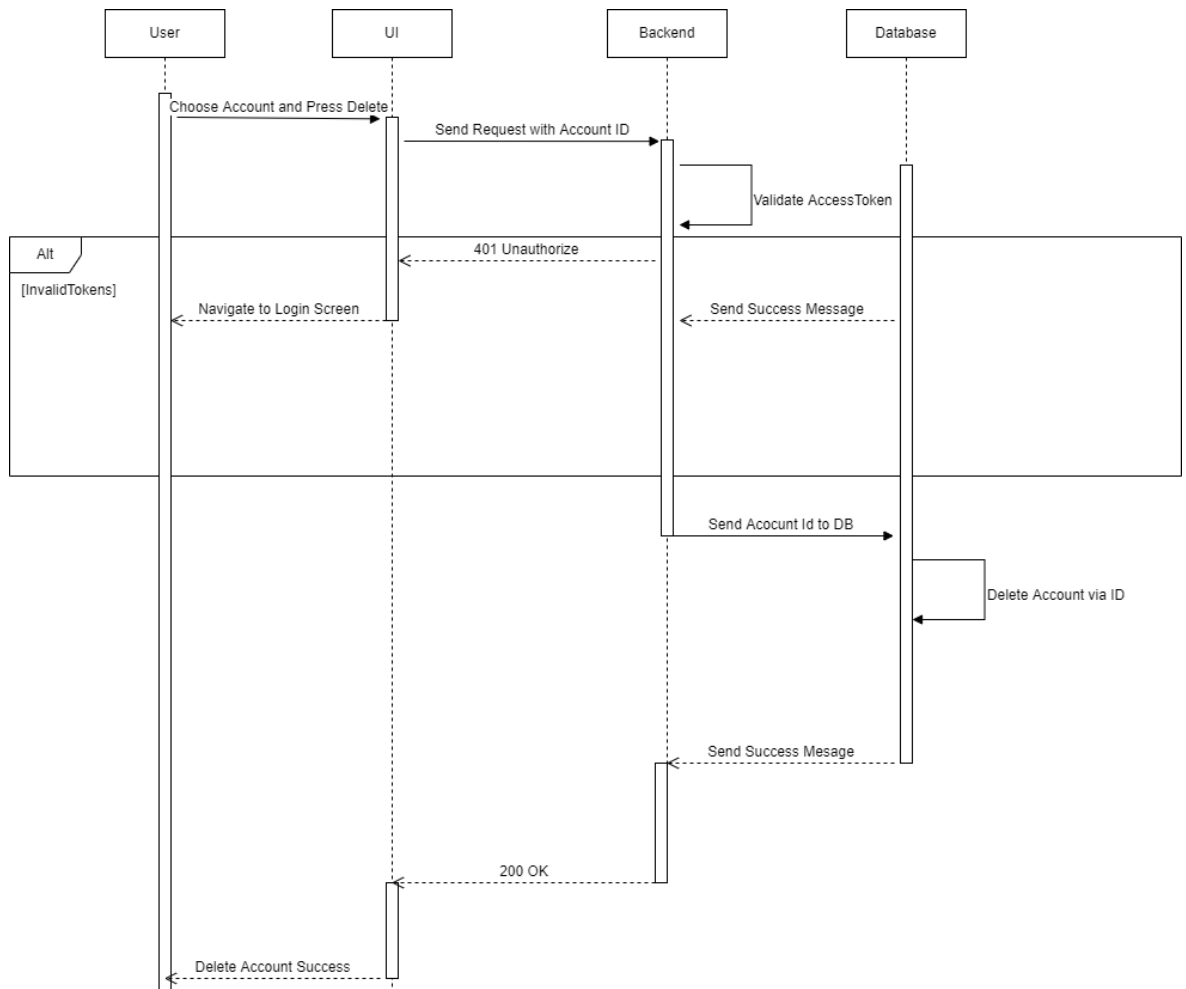 User
UI
Backend
Database
Choose Account and Press Delete
Send Request with Account ID
Validate AccessToken
Alt
401 Unauthorize
[InvalidTokens]
Navigate to Login Screen
Send Success Message
Send Acocunt Id to DB
Delete Account via ID
Send Success Mesage
200 OK
Delete Account Success